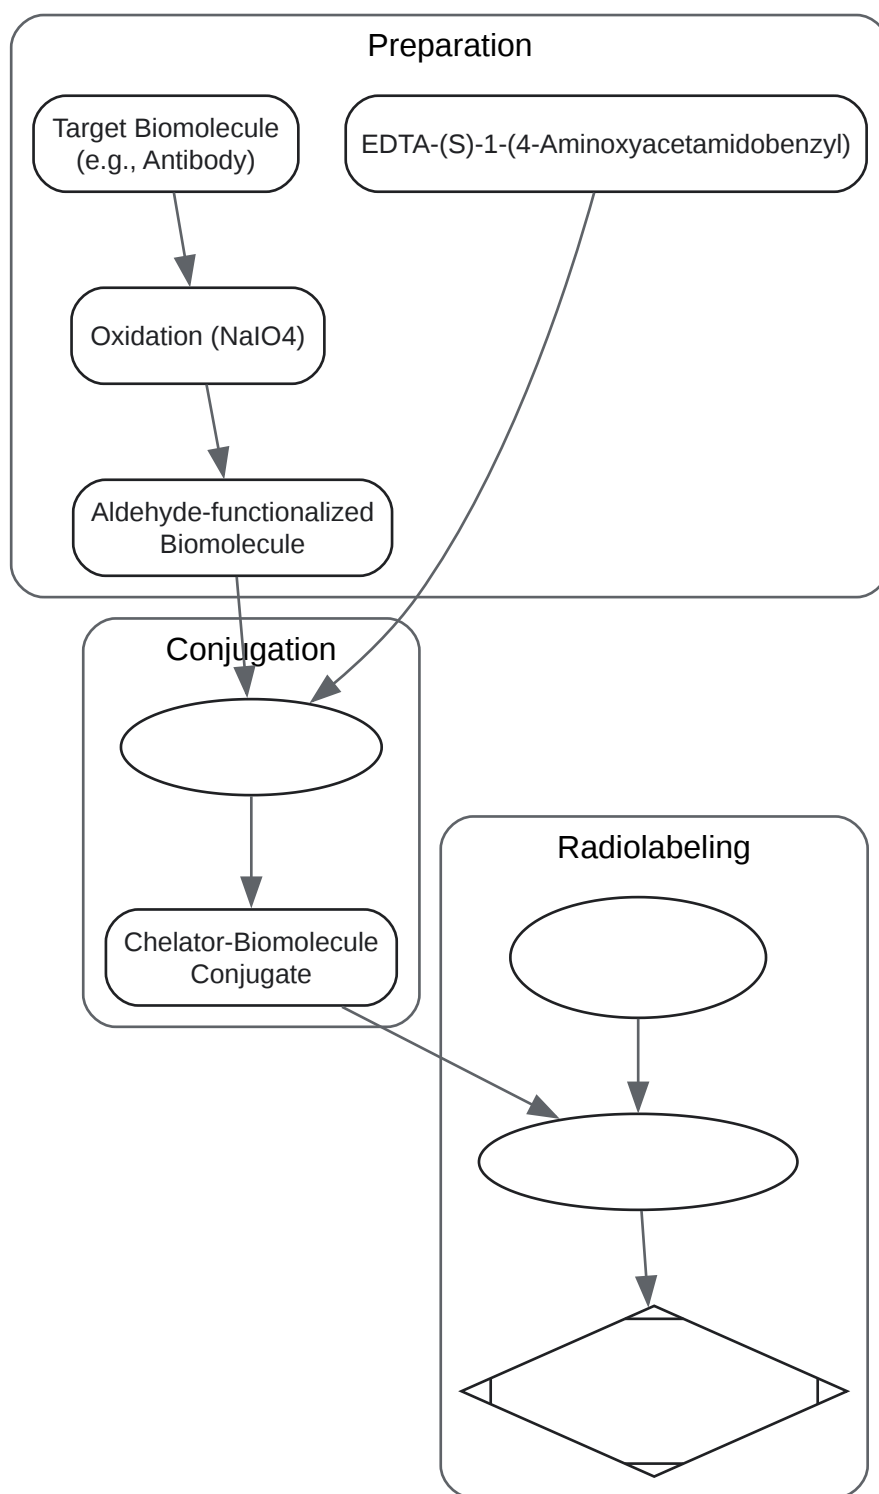 Preparation
Target Biomolecule
(e.g., Antibody)
EDTA-(S)-1-(4-Aminoxyacetamidobenzyl)
Oxidation (NaIO4)
Aldehyde-functionalized
Biomolecule
Conjugation
Radiolabeling
Chelator-Biomolecule
Conjugate